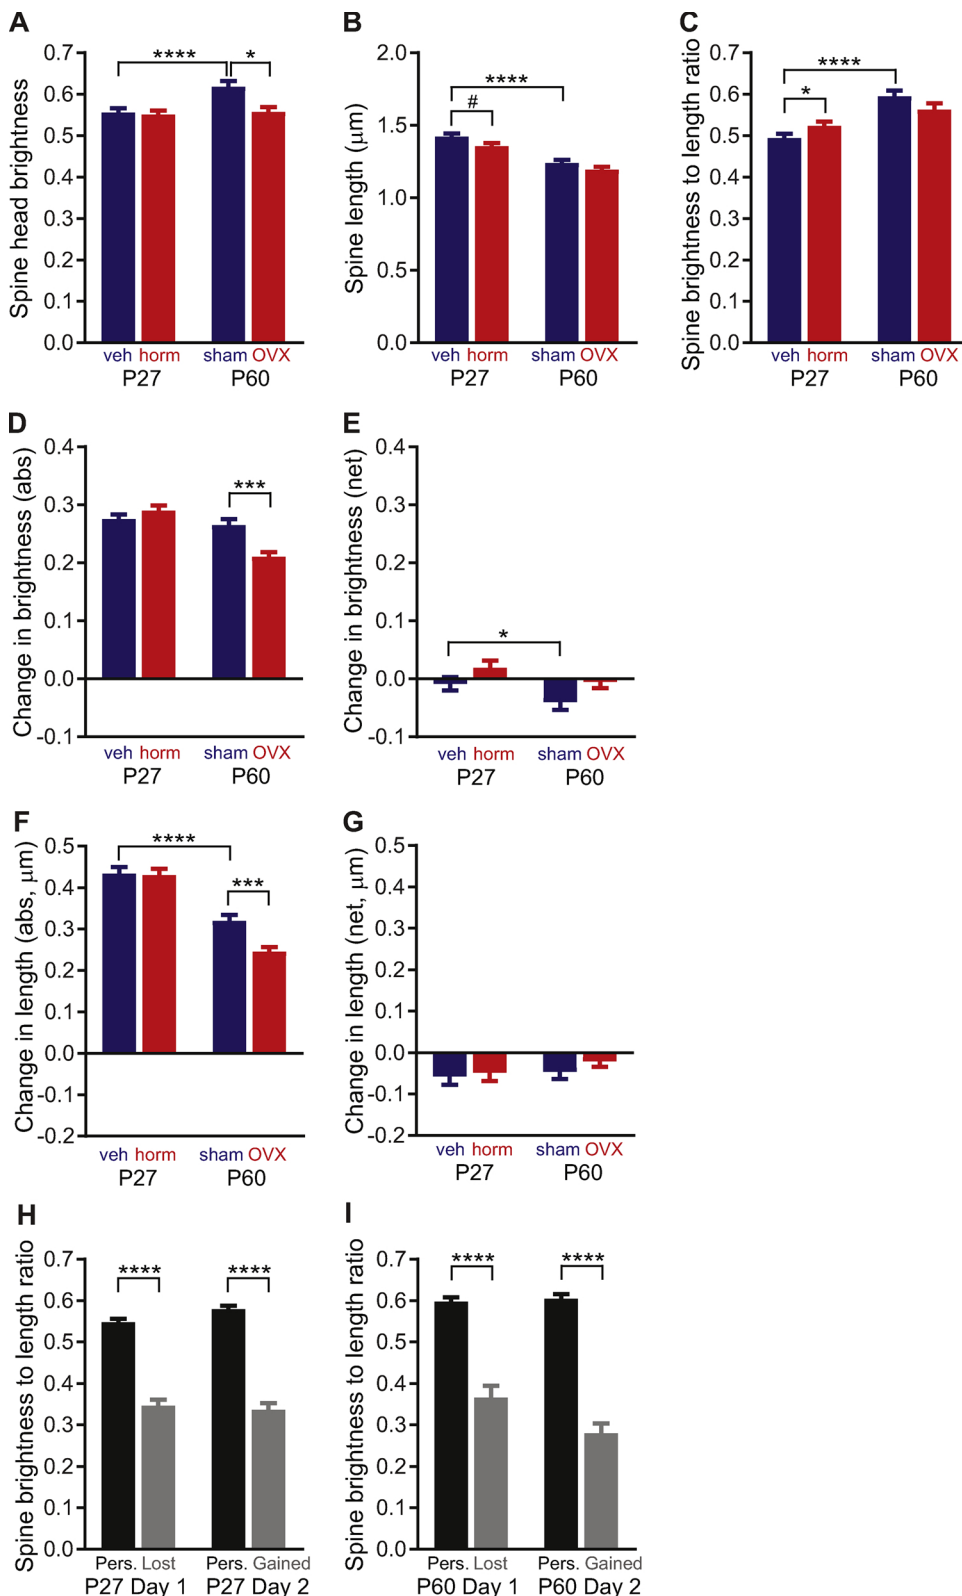 A
Spine head brightness
0.7
0.6
0.5
0.4
0.3
0.2
0.1
0.0
****
*
veh horm sham OVX
P27 P60
B
Spine length (μm)
2.0
1.5
1.0
0.5
0.0
****
#
veh horm sham OVX
P27 P60
C
Spine brightness to length ratio
0.7
0.6
0.5
0.4
0.3
0.2
0.1
0.0
****
*
veh horm sham OVX
P27 P60
D
Change in brightness (abs)
0.4
0.3
0.2
0.1
0.0
-0.1
***
veh horm sham OVX
P27 P60
E
Change in brightness (net)
0.4
0.3
0.2
0.1
0.0
-0.1
*
veh horm sham OVX
P27 P60
F
Change in length (abs, μm)
0.5
0.4
0.3
0.2
0.1
0.0
-0.1
-0.2
****
***
veh horm sham OVX
P27 P60
G
Change in length (net, μm)
0.5
0.4
0.3
0.2
0.1
0.0
-0.1
-0.2
veh horm sham OVX
P27 P60
H
Spine brightness to length ratio
0.7
0.6
0.5
0.4
0.3
0.2
0.1
0.0
**** ****
Pers. Lost Pers. Gained
P27 Day 1 P27 Day 2
I
Spine brightness to length ratio
0.7
0.6
0.5
0.4
0.3
0.2
0.1
0.0
**** ****
Pers. Lost Pers. Gained
P60 Day 1 P60 Day 2